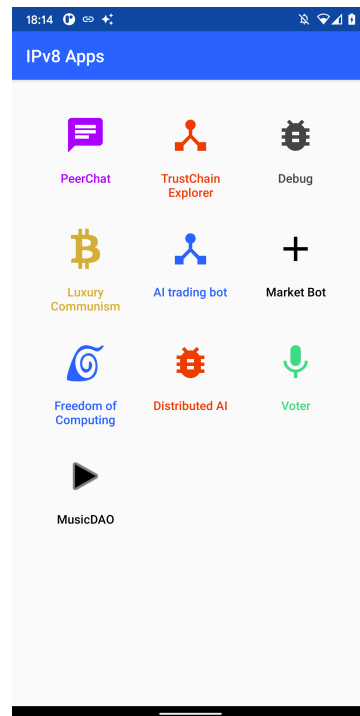 18:14
IPv8 Apps
PeerChat
TrustChain
Explorer
Debug
Luxury
Communism
AI trading bot
Market Bot
Freedom of
Computing
Distributed AI
Voter
MusicDAO